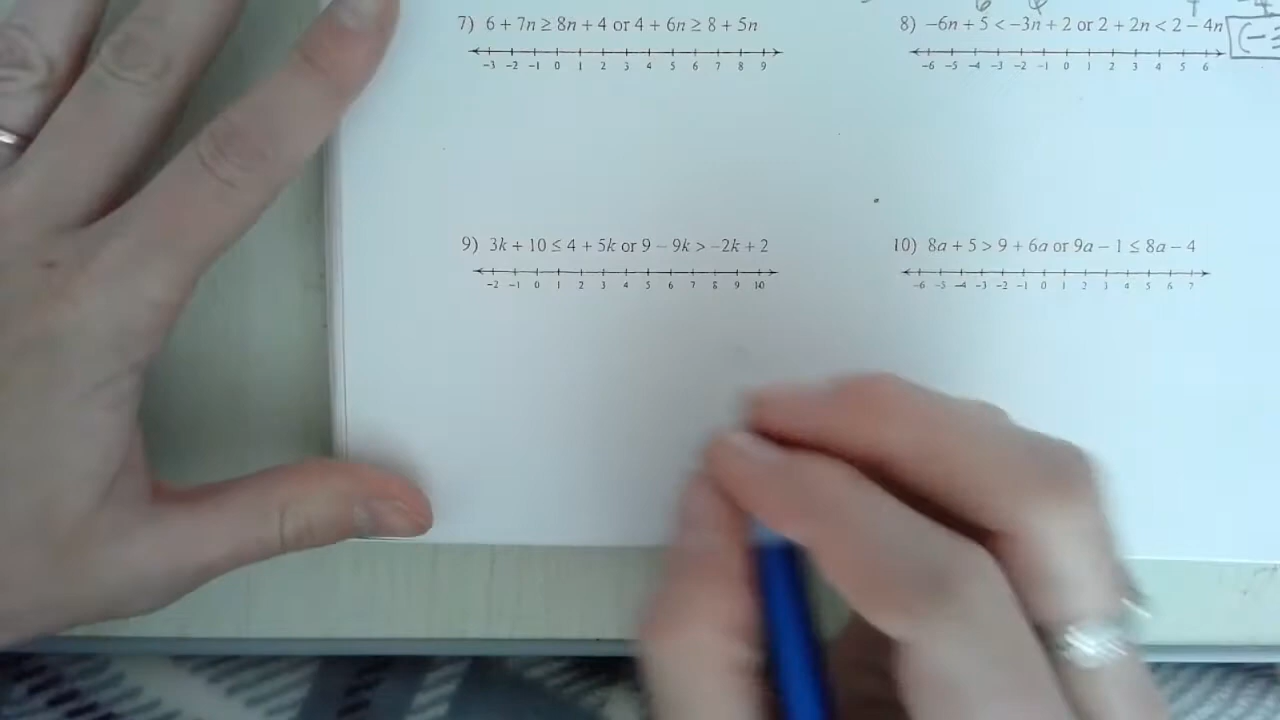 7) 6 + 7n ≥ 8n + 4 or 4 + 6n ≥ 8 + 5n
-3 -2 -1 0 1 2 3 4 5 6 7 8 9
8) -6n + 5 < -3n + 2 or 2 + 2n < 2 - 4n
-6 -5 -4 -3 -2 -1 0 1 2 3 4 5 6
9) 3k + 10 ≤ 4 + 5k or 9 - 9k > -2k + 2
-2 -1 0 1 2 3 4 5 6 7 8 9 10
10) 8a + 5 > 9 + 6a or 9a - 1 ≤ 8a - 4
-6 -5 -4 -3 -2 -1 0 1 2 3 4 5 6 7